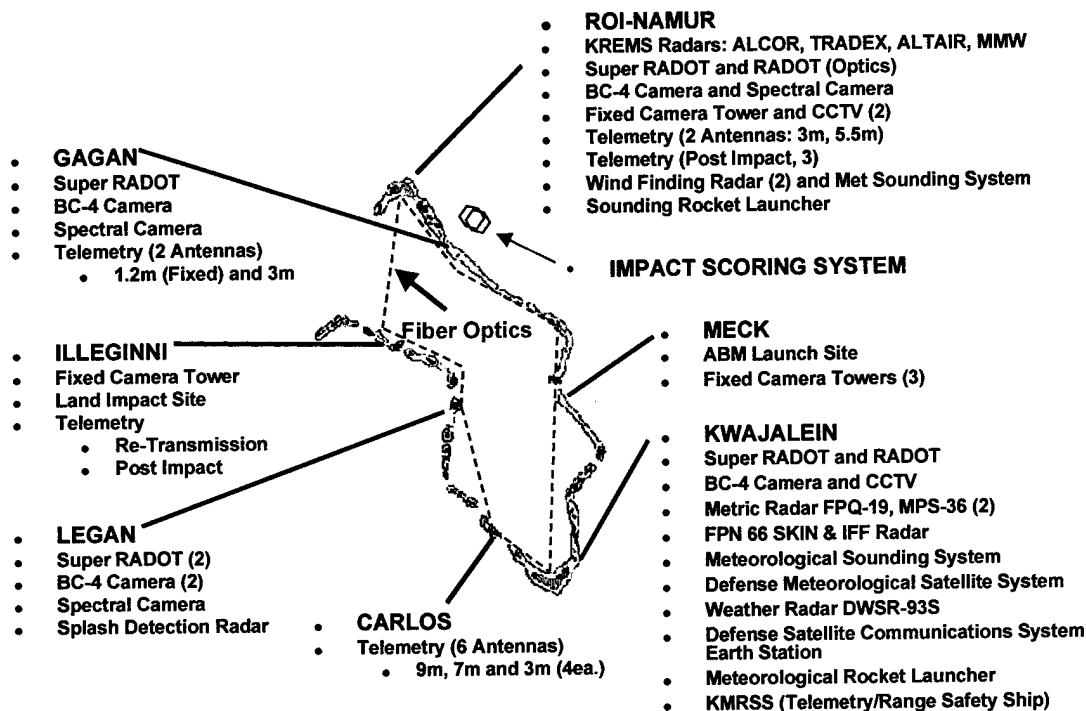 ROI-NAMUR
• KREMS Radars: ALCOR, TRADEX, ALTAIR, MMW
• Super RADOT and RADOT (Optics)
• BC-4 Camera and Spectral Camera
• Fixed Camera Tower and CCTV (2)
• Telemetry (2 Antennas: 3m, 5.5m)
• Telemetry (Post Impact, 3)
• Wind Finding Radar (2) and Met Sounding System
• Sounding Rocket Launcher
• GAGAN
• Super RADOT
• BC-4 Camera
• Spectral Camera
• Telemetry (2 Antennas)
• 1.2m (Fixed) and 3m
• IMPACT SCORING SYSTEM
Fiber Optics
• ILLEGINNI
• Fixed Camera Tower
• Land Impact Site
• Telemetry
• Re-Transmission
• Post Impact
• MECK
• ABM Launch Site
• Fixed Camera Towers (3)
• LEGAN
• Super RADOT (2)
• BC-4 Camera (2)
• Spectral Camera
• Splash Detection Radar
• CARLOS
• Telemetry (6 Antennas)
• 9m, 7m and 3m (4ea.)
• KWAJALEIN
• Super RADOT and RADOT
• BC-4 Camera and CCTV
• Metric Radar FPQ-19, MPS-36 (2)
• FPN 66 SKIN & IFF Radar
• Meteorological Sounding System
• Defense Meteorological Satellite System
• Weather Radar DWSR-93S
• Defense Satellite Communications System
Earth Station
• Meteorological Rocket Launcher
• KMRSS (Telemetry/Range Safety Ship)